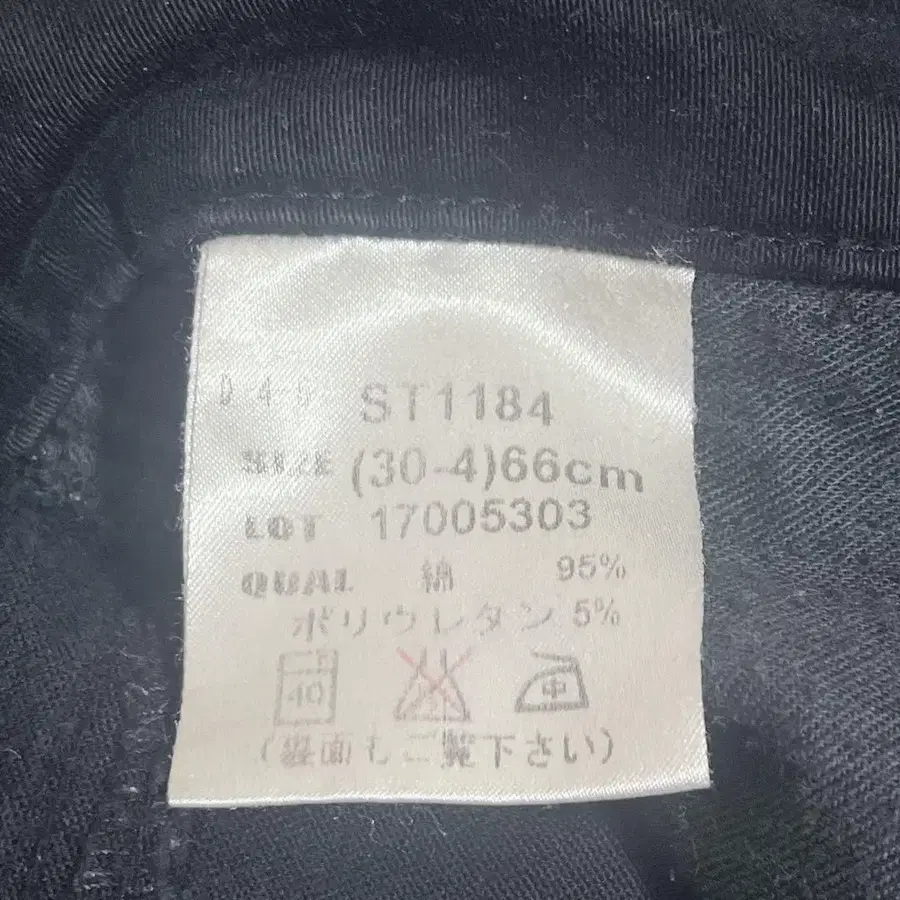 ST1184
SIZE (30-4)66cm
LOT 17005303
QUAL 綿 95%
ポリウレタン 5%
40 中
(裏面もご覧下さい)